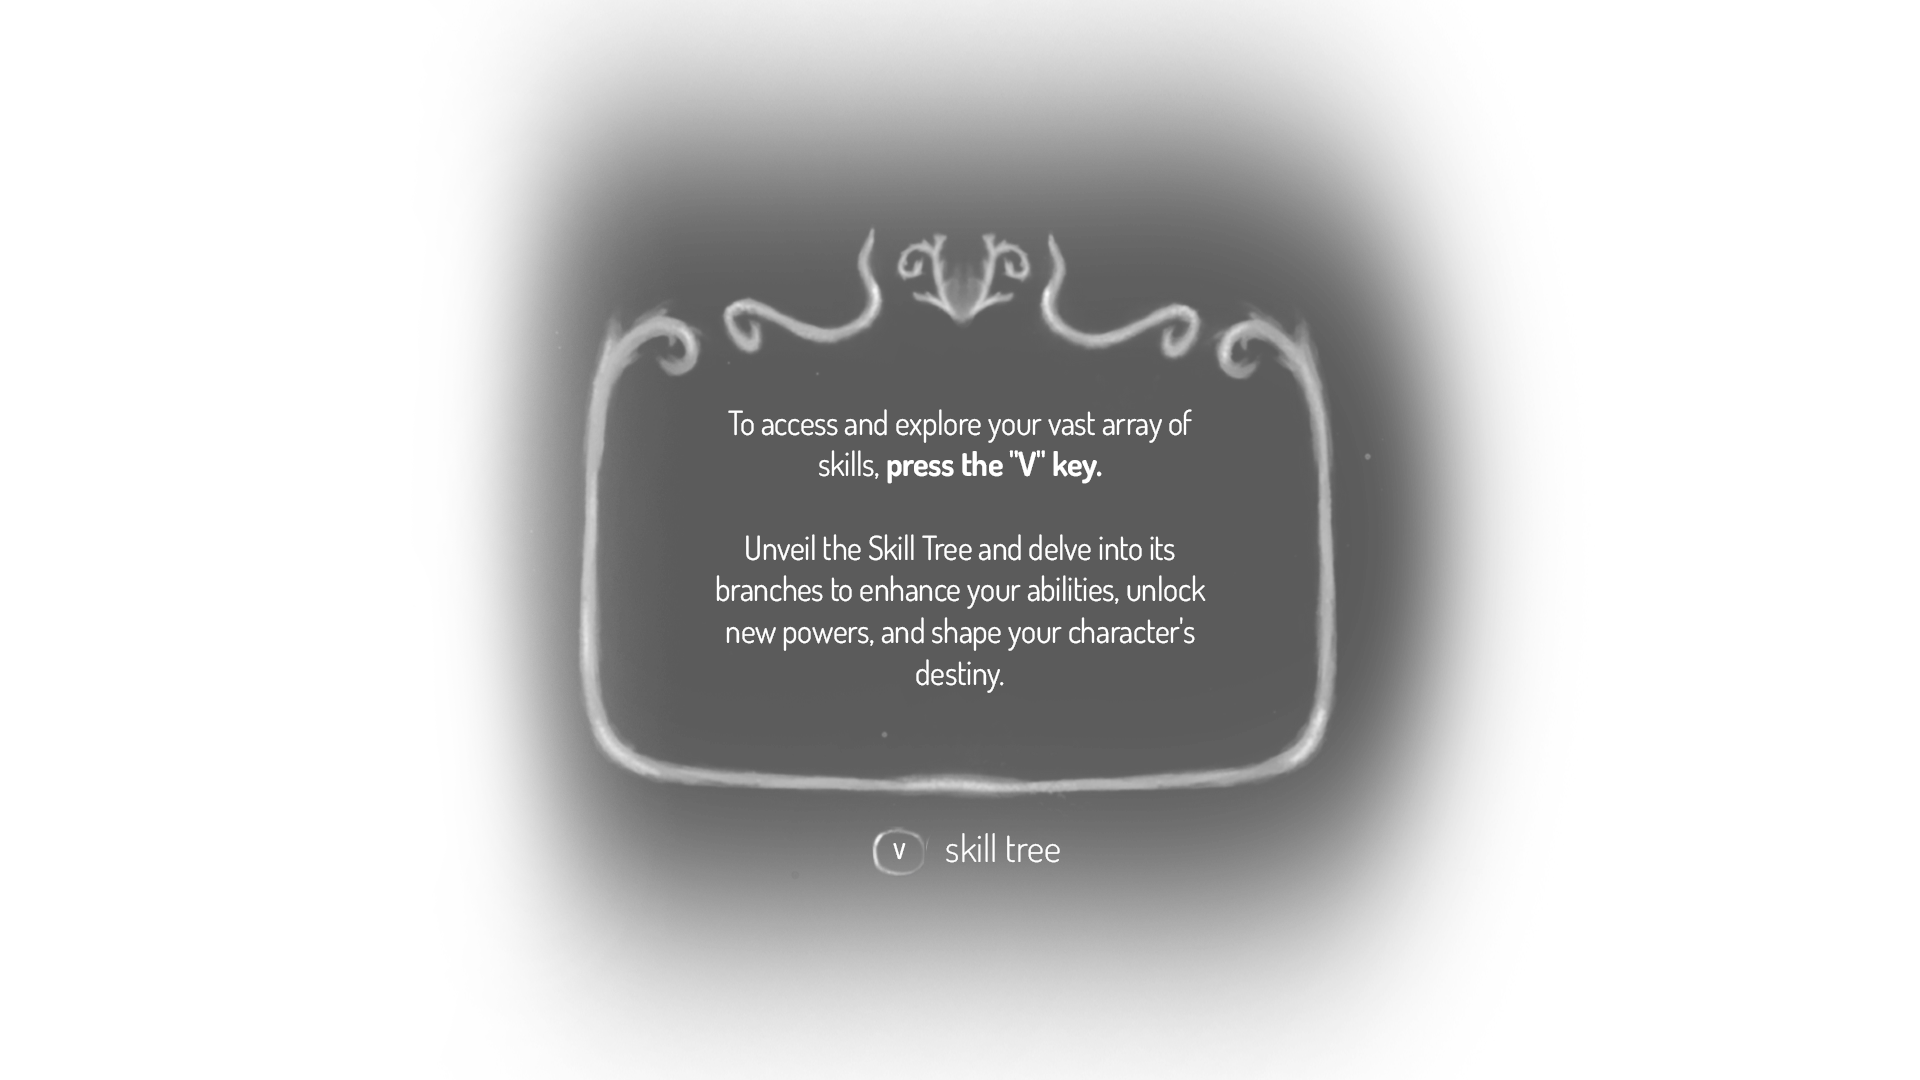 To access and explore your vast array of
skills, press the "V" key.
Unveil the Skill Tree and delve into its
branches to enhance your abilities, unlock
new powers, and shape your character's
destiny.
V skill tree